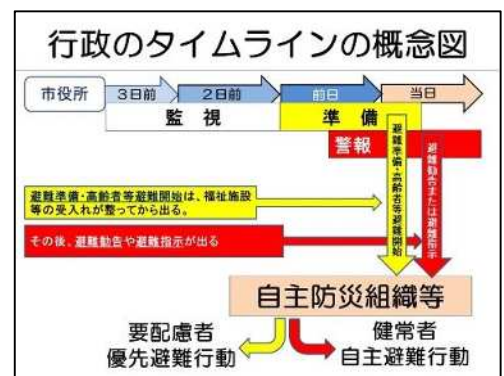 行政のタイムラインの概念図
市役所
3日前
2日前
前日
当日
監視
準備
警報
避難準備・高齢者等避難開始
避難勧告または避難指示
避難準備・高齢者等避難開始は、福祉施設
等の受入れが整ってから出る。
その後、避難勧告や避難指示が出る
自主防災組織等
要配慮者
優先避難行動
健常者
自主避難行動